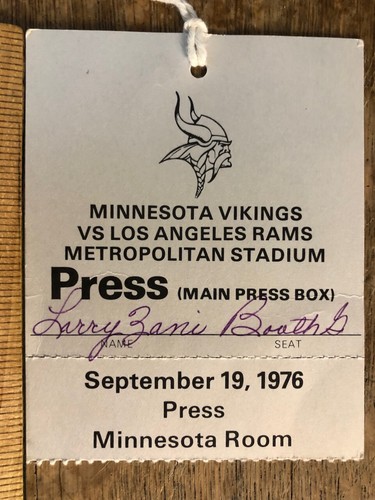 MINNESOTA VIKINGS
VS LOS ANGELES RAMS
METROPOLITAN STADIUM
Press (MAIN PRESS BOX)
Larry Zani Booth G
NAME SEAT
September 19, 1976
Press
Minnesota Room